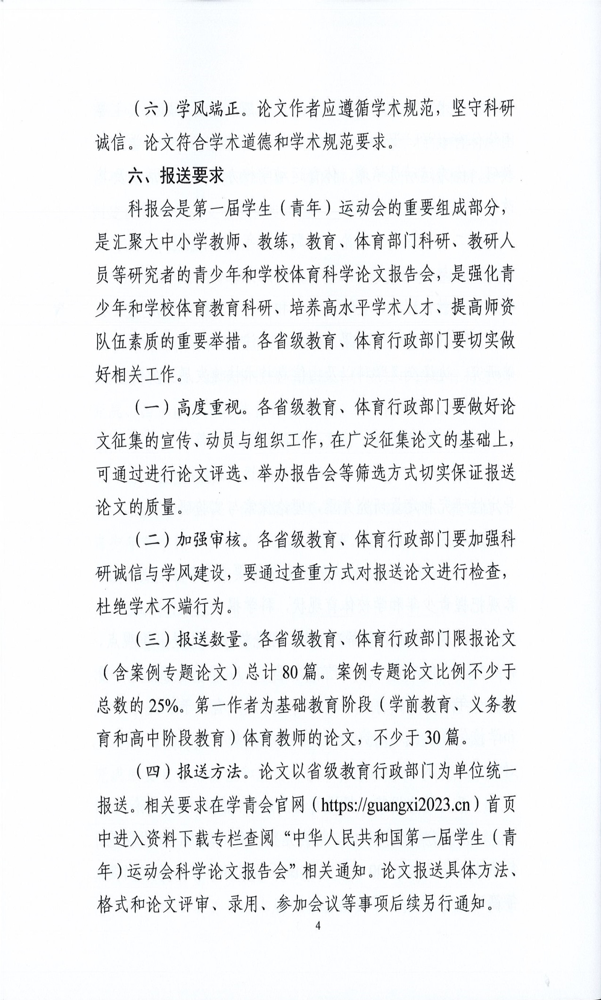 （六）学风端正。论文作者应遵循学术规范，坚守科研
诚信。论文符合学术道德和学术规范要求。
六、报送要求
科报会是第一届学生（青年）运动会的重要组成部分，
是汇聚大中小学教师、教练，教育、体育部门科研、教研人
员等研究者的青少年和学校体育科学论文报告会，是强化青
少年和学校体育教育科研、培养高水平学术人才、提高师资
队伍素质的重要举措。各省级教育、体育行政部门要切实做
好相关工作。
（一）高度重视。各省级教育、体育行政部门要做好论
文征集的宣传、动员与组织工作，在广泛征集论文的基础上，
可通过进行论文评选、举办报告会等筛选方式切实保证报送
论文的质量。
（二）加强审核。各省级教育、体育行政部门要加强科
研诚信与学风建设，要通过查重方式对报送论文进行检查，
杜绝学术不端行为。
（三）报送数量。各省级教育、体育行政部门限报论文
（含案例专题论文）总计 80 篇。案例专题论文比例不少于
总数的 25%。第一作者为基础教育阶段（学前教育、义务教
育和高中阶段教育）体育教师的论文，不少于 30 篇。
（四）报送方法。论文以省级教育行政部门为单位统一
报送。相关要求在学青会官网（https://guangxi2023.cn）首页
中进入资料下载专栏查阅“中华人民共和国第一届学生（青
年）运动会科学论文报告会”相关通知。论文报送具体方法、
格式和论文评审、录用、参加会议等事项后续另行通知。
4